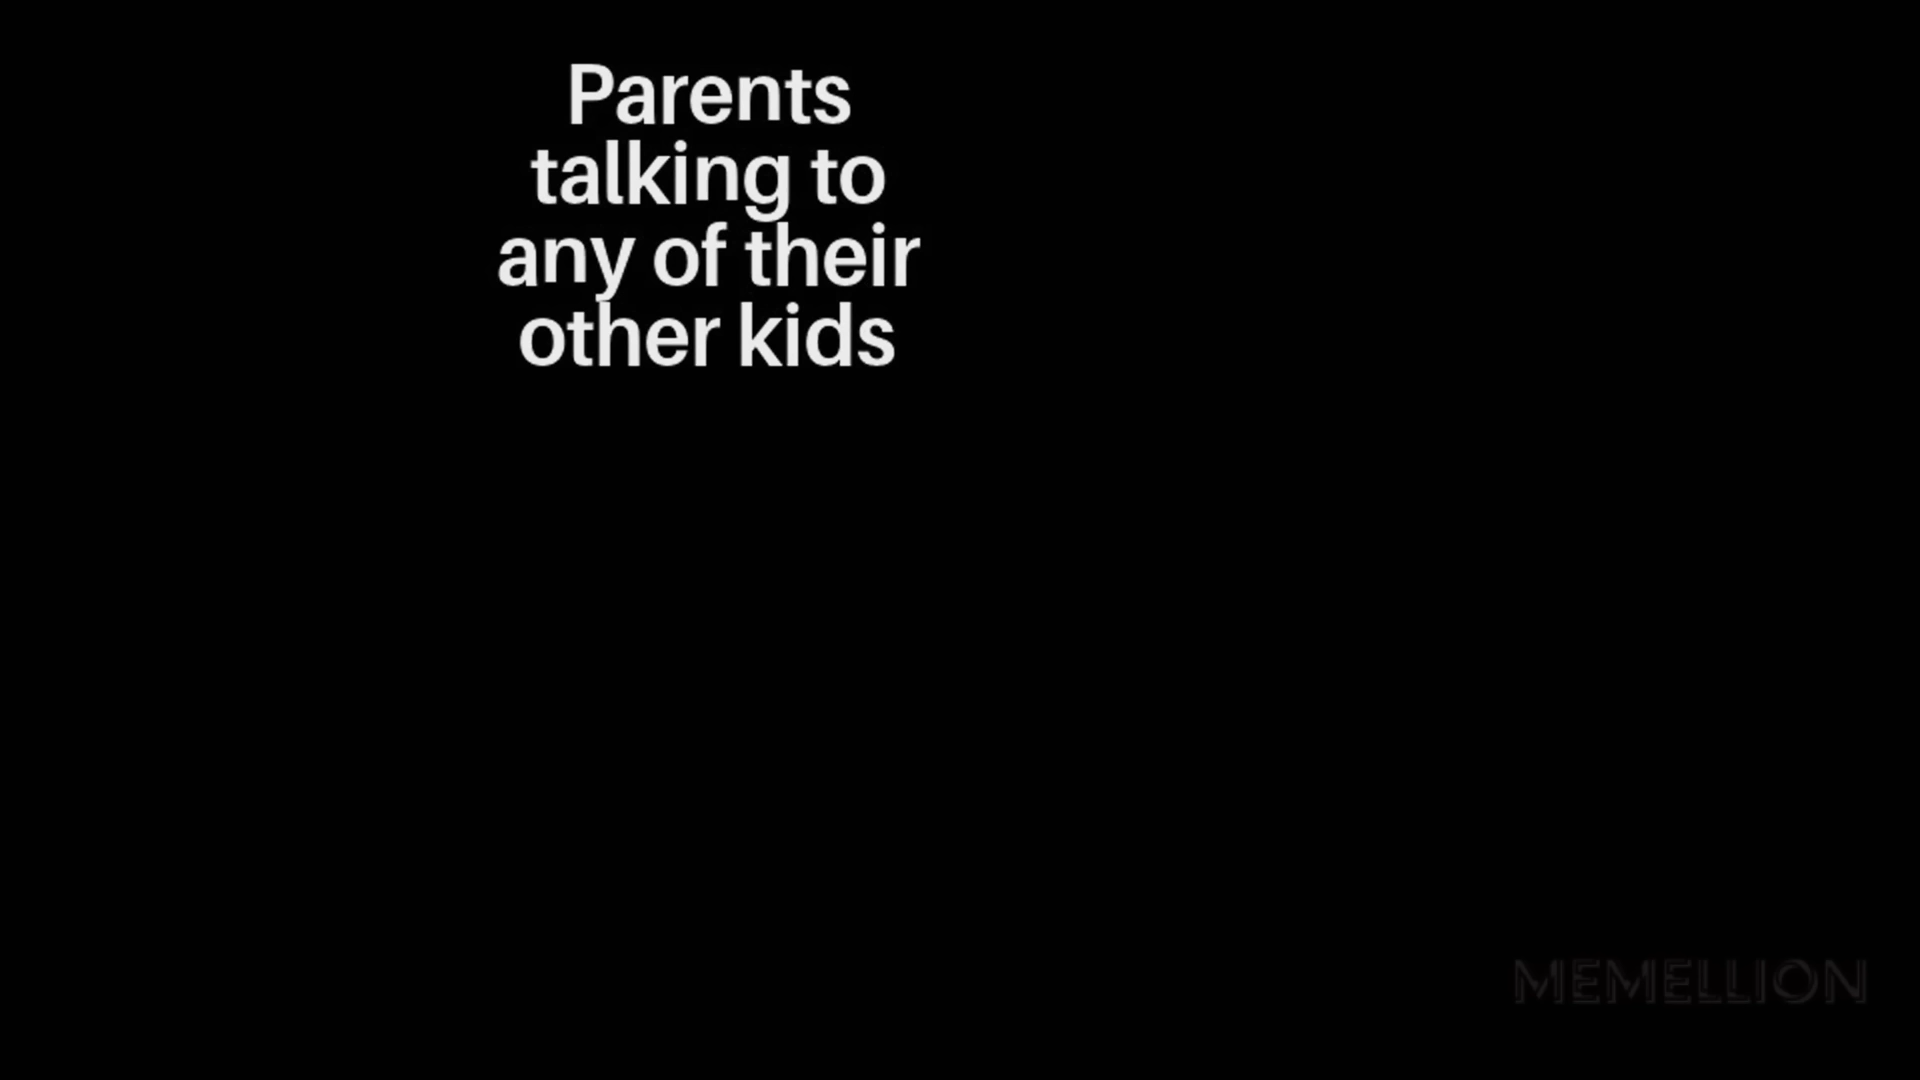 Parents
talking to
any of their
other kids
MEMELLION